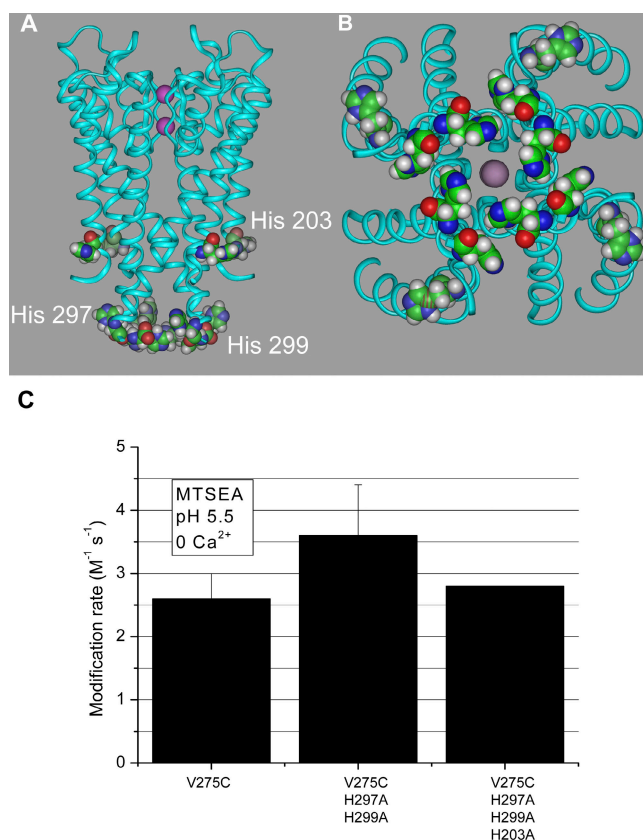 A
B
His 203
His 297
His 299
C
5
4
3
2
1
0
Modification rate (M⁻¹ s⁻¹)
MTSEA
pH 5.5
0 Ca²⁺
V275C
V275C
H297A
H299A
V275C
H297A
H299A
H203A